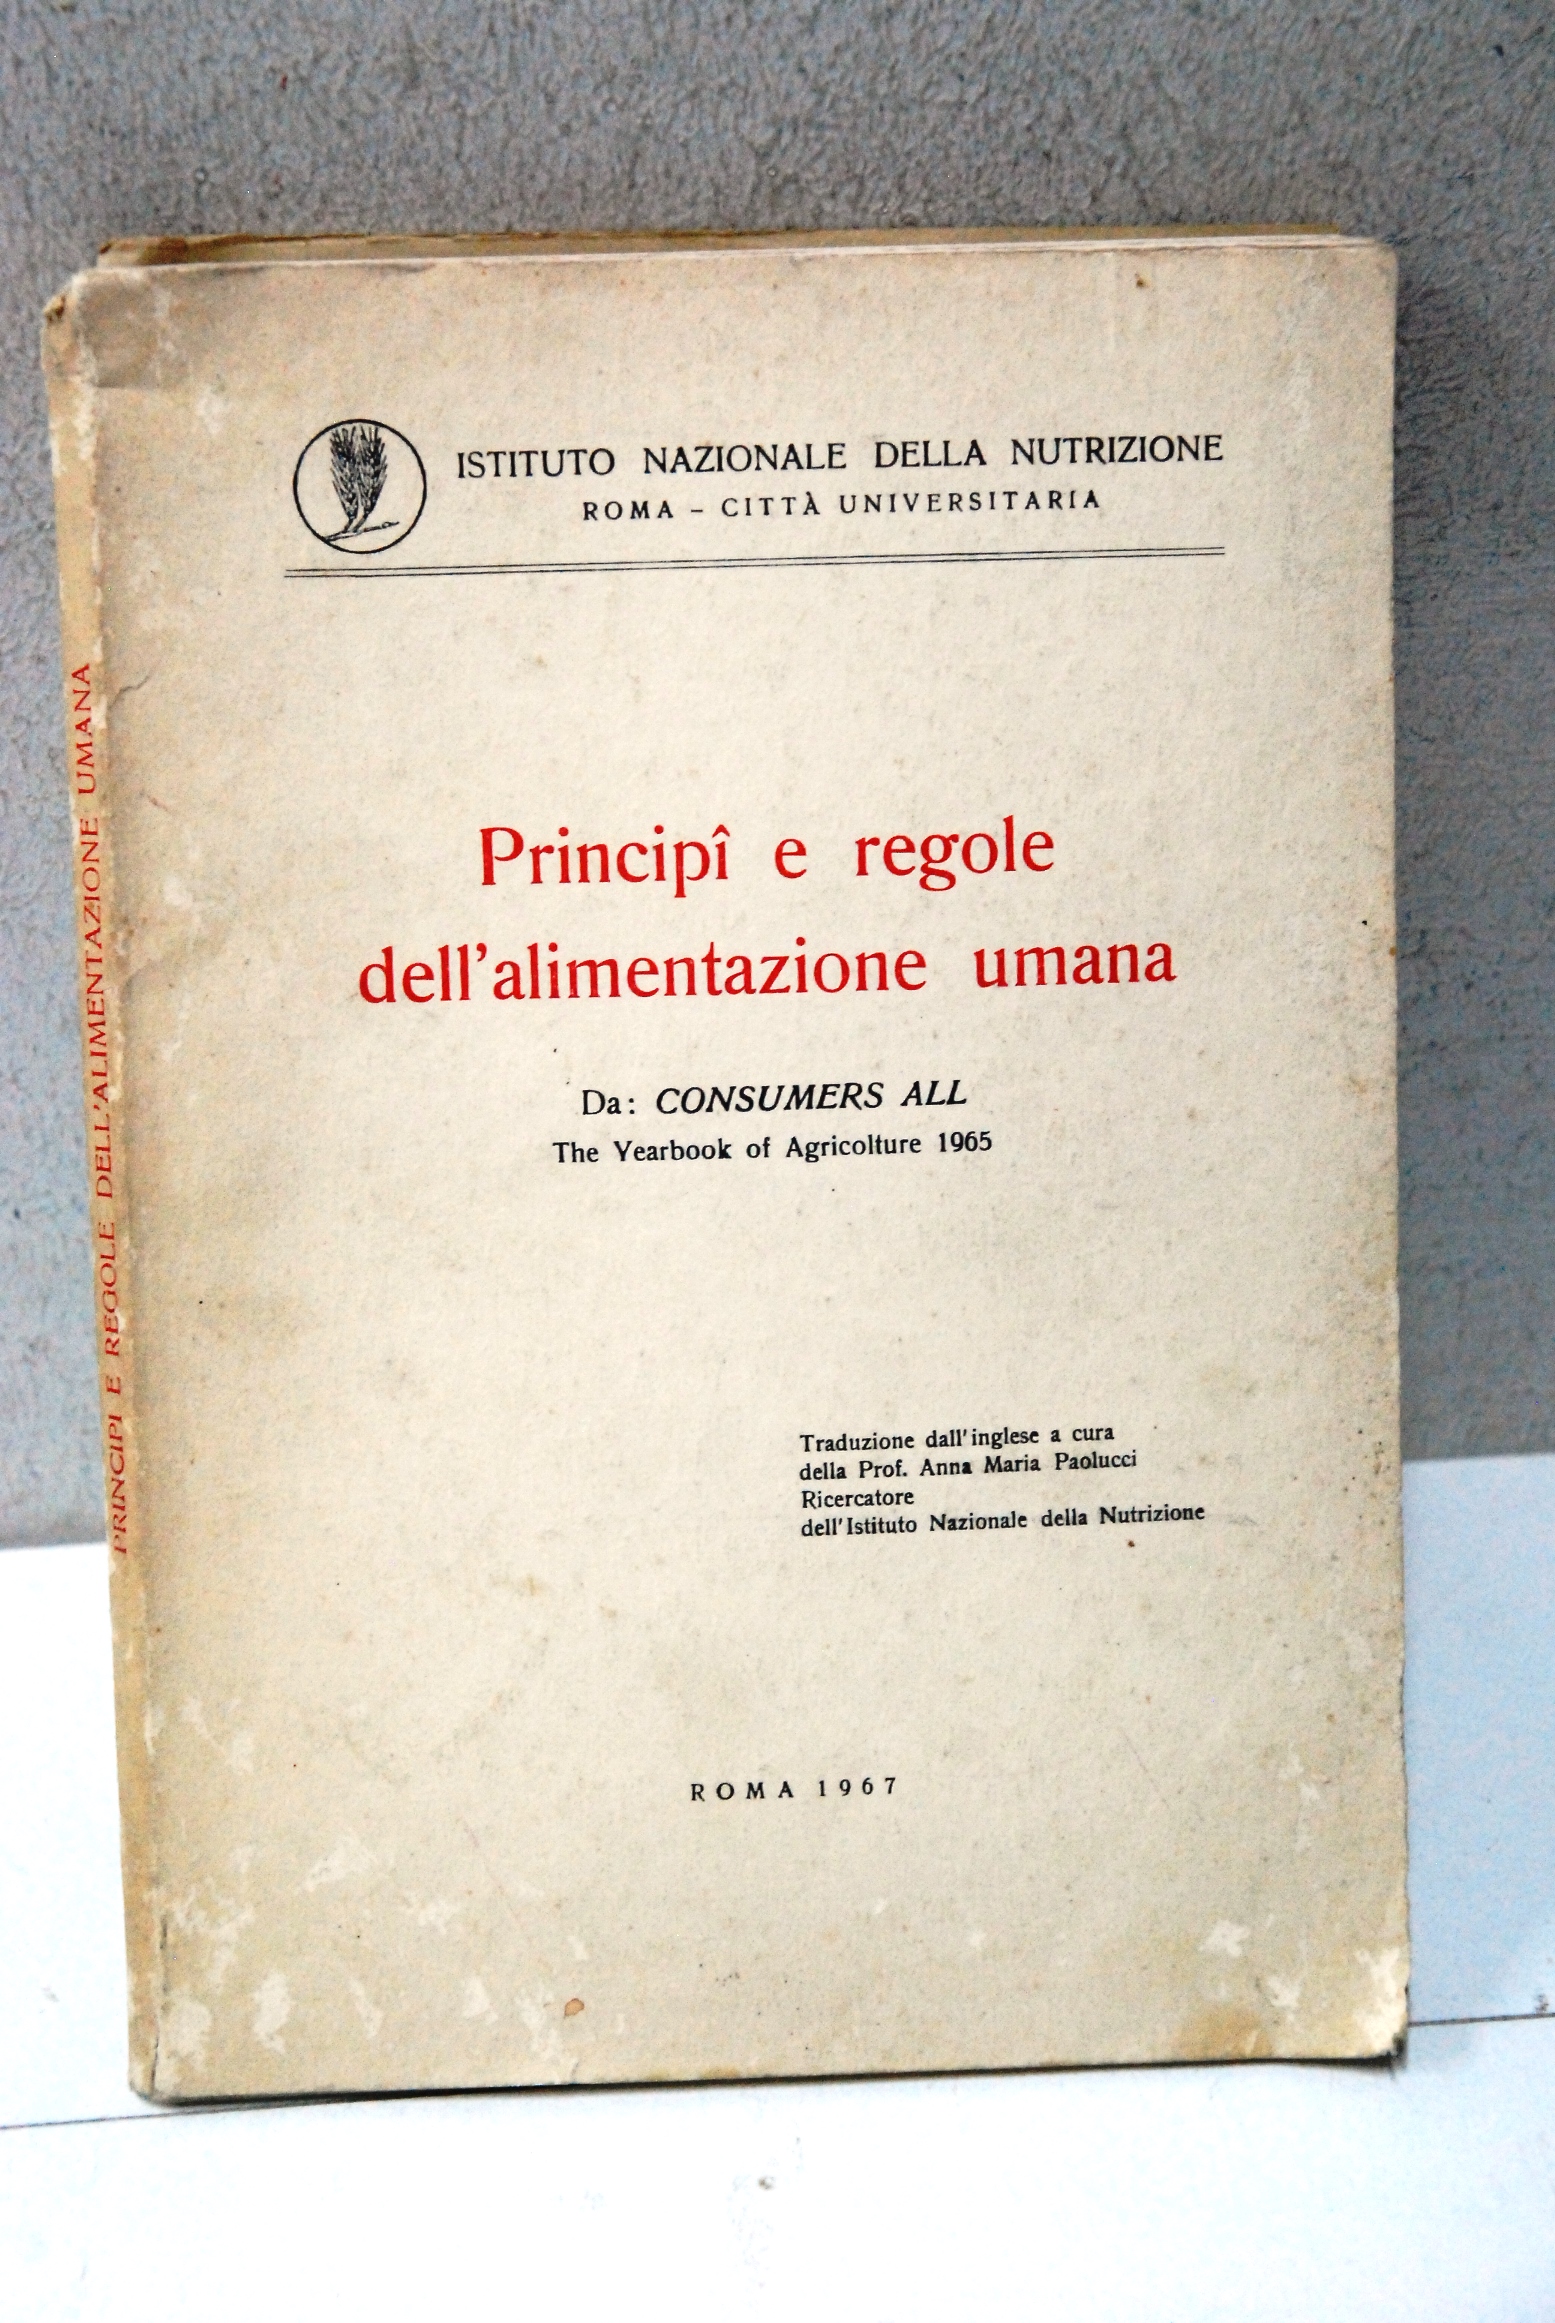 ISTITUTO NAZIONALE DELLA NUTRIZIONE
ROMA - CITTÀ UNIVERSITARIA
Principî e regole
dell'alimentazione umana
Da: CONSUMERS ALL
The Yearbook of Agricolture 1965
Traduzione dall'inglese a cura
della Prof. Anna Maria Paolucci
Ricercatore
dell'Istituto Nazionale della Nutrizione
ROMA 1967
PRINCIPI E REGOLE DELL'ALIMENTAZIONE UMANA